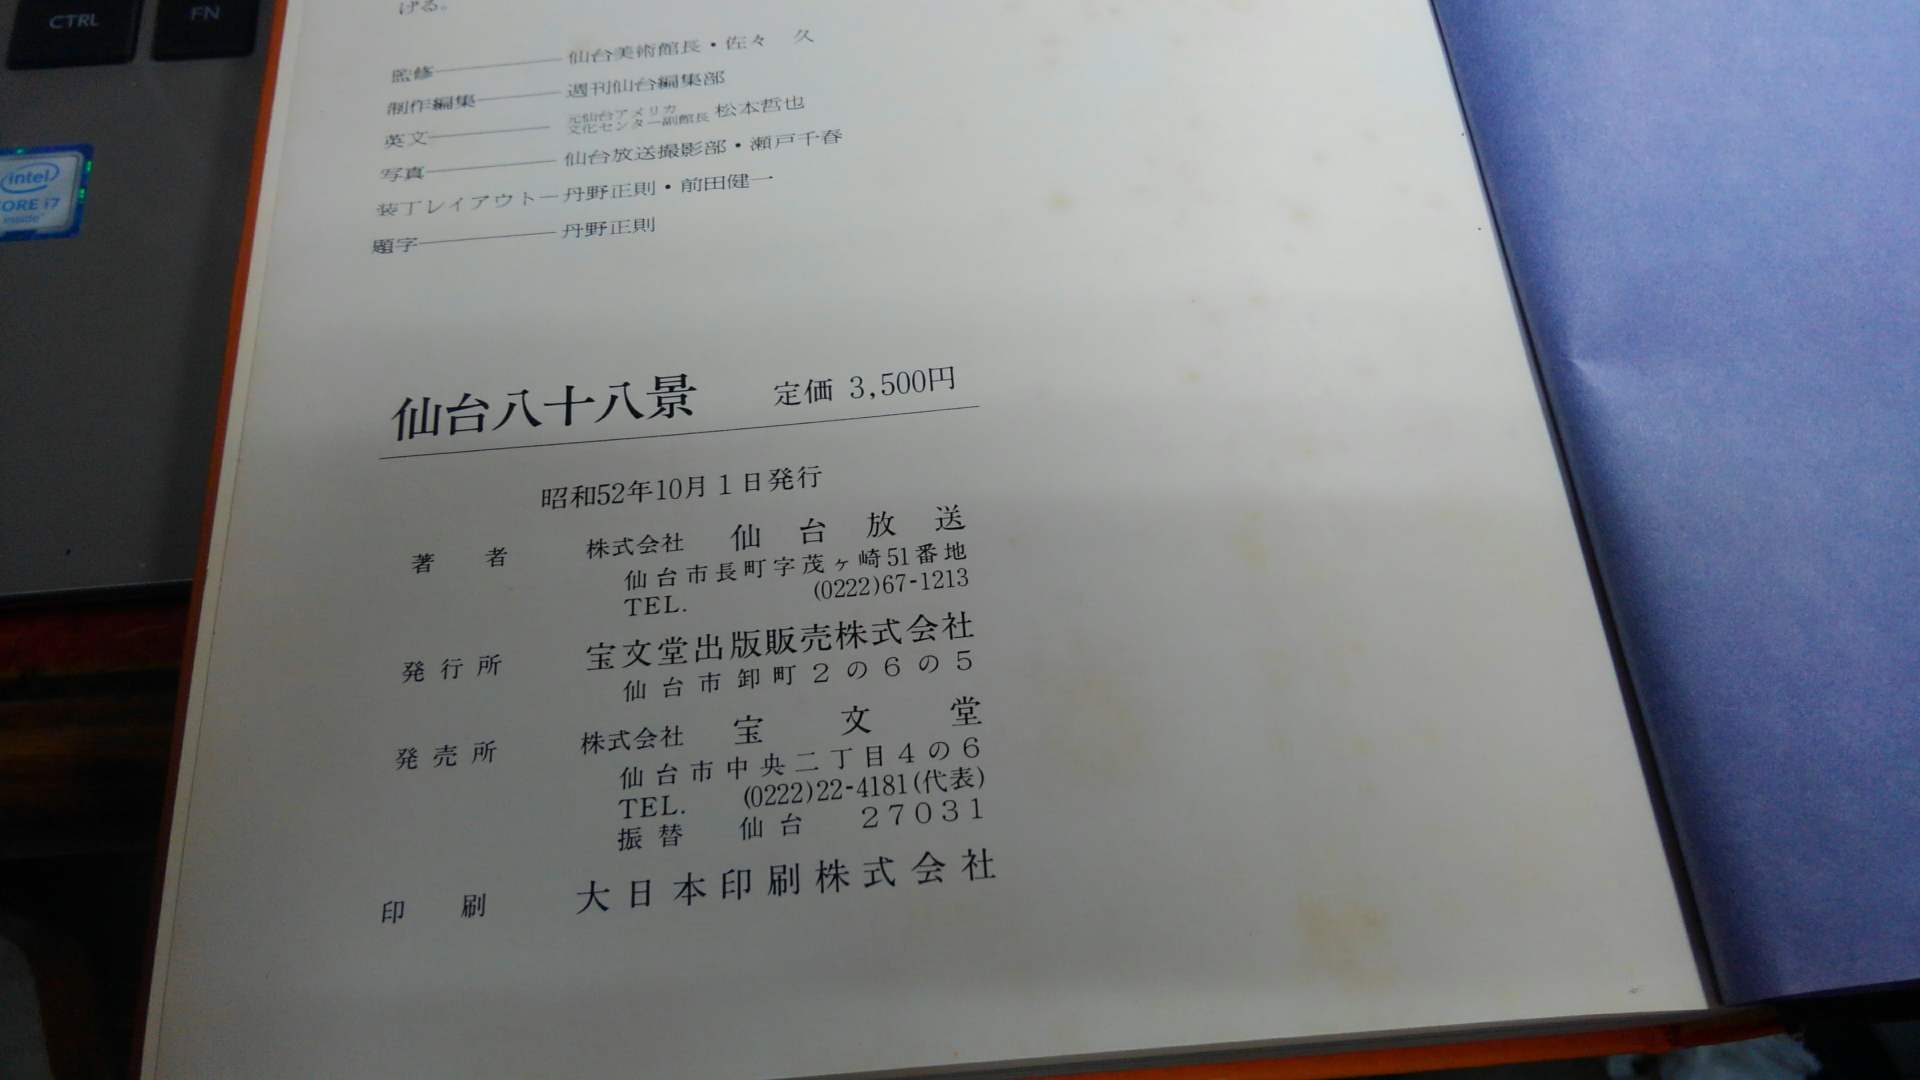 CTRL
FN
intel
CORE i7
inside
げる。
監修―――仙台美術館長・佐々 久
制作編集――週刊仙台編集部
英文―――元仙台アメリカ文化センター副館長 松本哲也
写真―――仙台放送撮影部・瀬戸千春
装丁レイアウト―丹野正則・前田健一
題字―――丹野正則
仙台八十八景 定価 3,500円
昭和52年10月1日発行
著者 株式会社 仙台放送
仙台市長町字茂ヶ崎51番地
TEL. (0222)67-1213
発行所 宝文堂出版販売株式会社
仙台市卸町2の6の5
発売所 株式会社 宝文堂
仙台市中央二丁目4の6
TEL. (0222)22-4181(代表)
振替 仙台 27031
印刷 大日本印刷株式会社